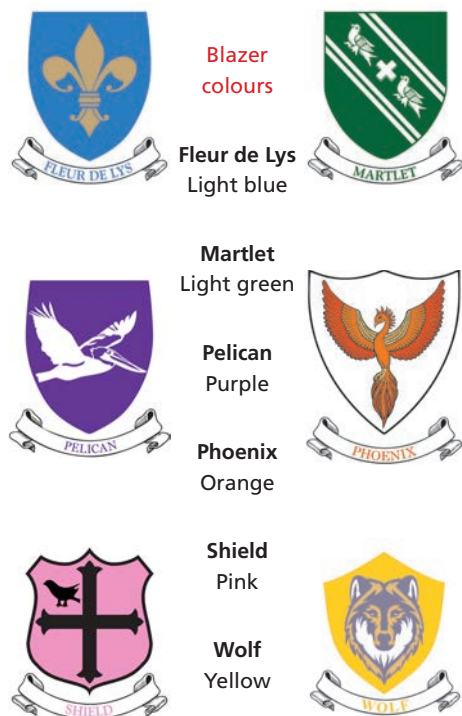 Blazer
colours
FLEUR DE LYS
MARTLET
Fleur de Lys
Light blue
Martlet
Light green
PELICAN
PHOENIX
Pelican
Purple
Phoenix
Orange
Shield
Pink
SHIELD
WOLF
Wolf
Yellow